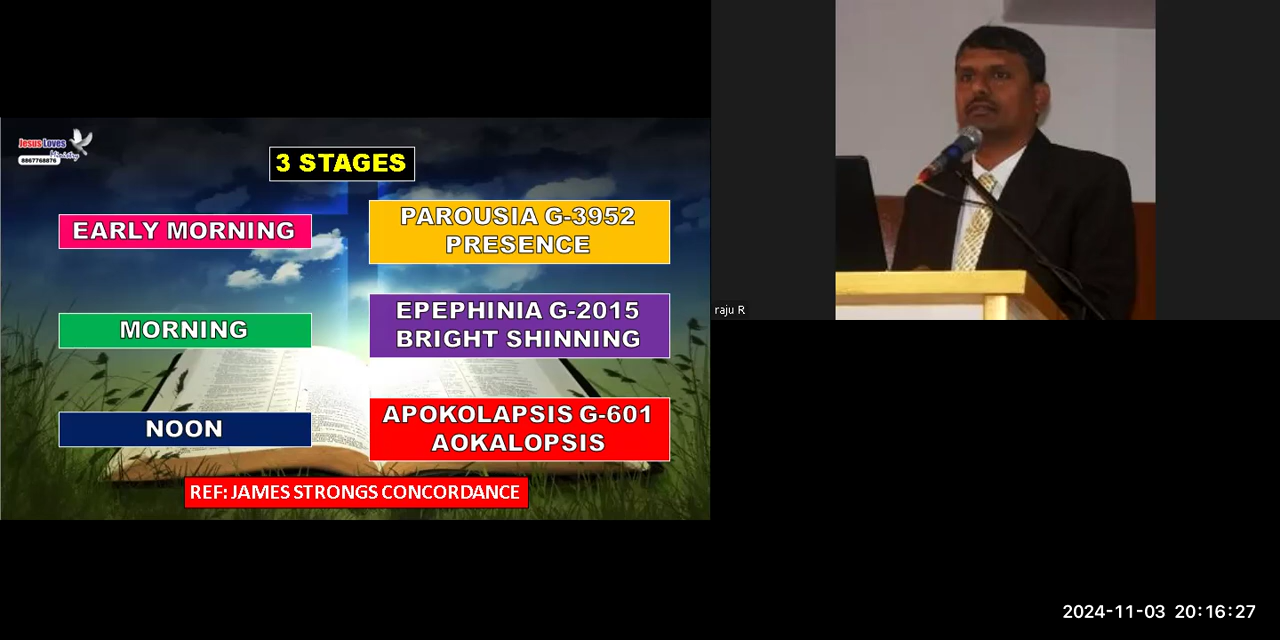 Jesus Loves
Ministry
8867768876
3 STAGES
EARLY MORNING
PAROUSIA G-3952
PRESENCE
MORNING
EPEPHINIA G-2015
BRIGHT SHINNING
NOON
APOKOLAPSIS G-601
AOKALOPSIS
REF: JAMES STRONGS CONCORDANCE
raju R
2024-11-03 20:16:27